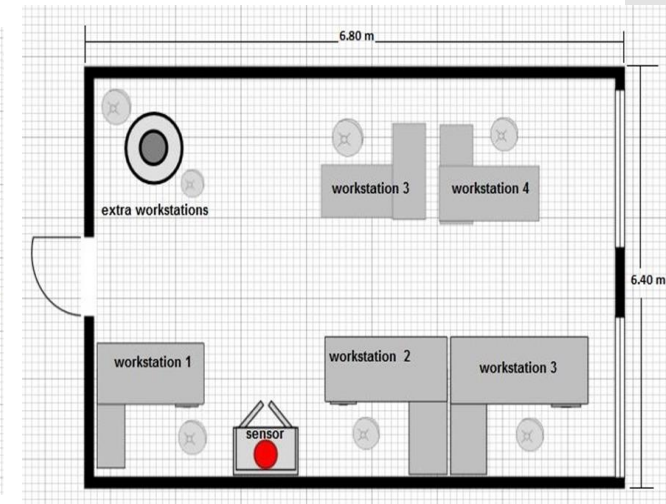 6.80 m
workstation 3
workstation 4
extra workstations
6.40 m
workstation 1
workstation 2
workstation 3
sensor